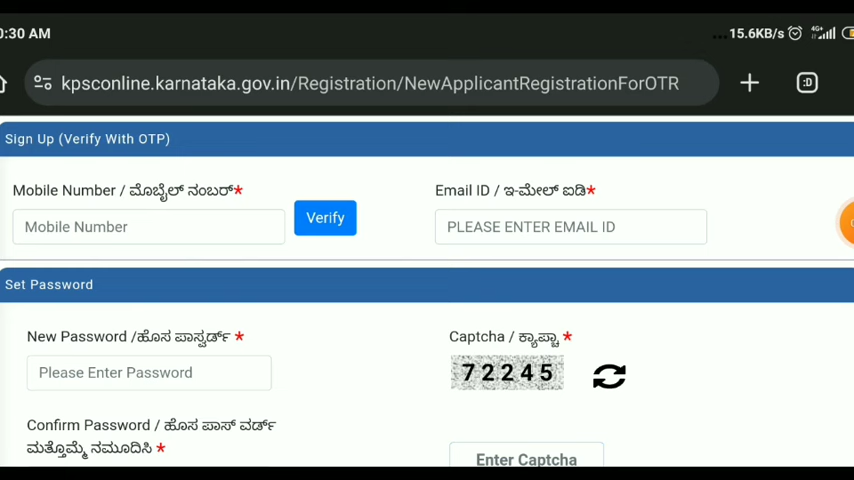 0:30 AM
... 15.6KB/s 4G+
kpsconline.karnataka.gov.in/Registration/NewApplicantRegistrationForOTR
:D
Sign Up (Verify With OTP)
Mobile Number / ಮೊಬೈಲ್ ನಂಬರ್*
Email ID / ಇ-ಮೇಲ್ ಐಡಿ*
Mobile Number
Verify
PLEASE ENTER EMAIL ID
Set Password
New Password /ಹೊಸ ಪಾಸ್ವರ್ಡ್ *
Captcha / ಕ್ಯಾಪ್ಚಾ *
Please Enter Password
72245
Confirm Password / ಹೊಸ ಪಾಸ್ ವರ್ಡ್
ಮತ್ತೊಮ್ಮೆ ನಮೂದಿಸಿ *
Enter Captcha